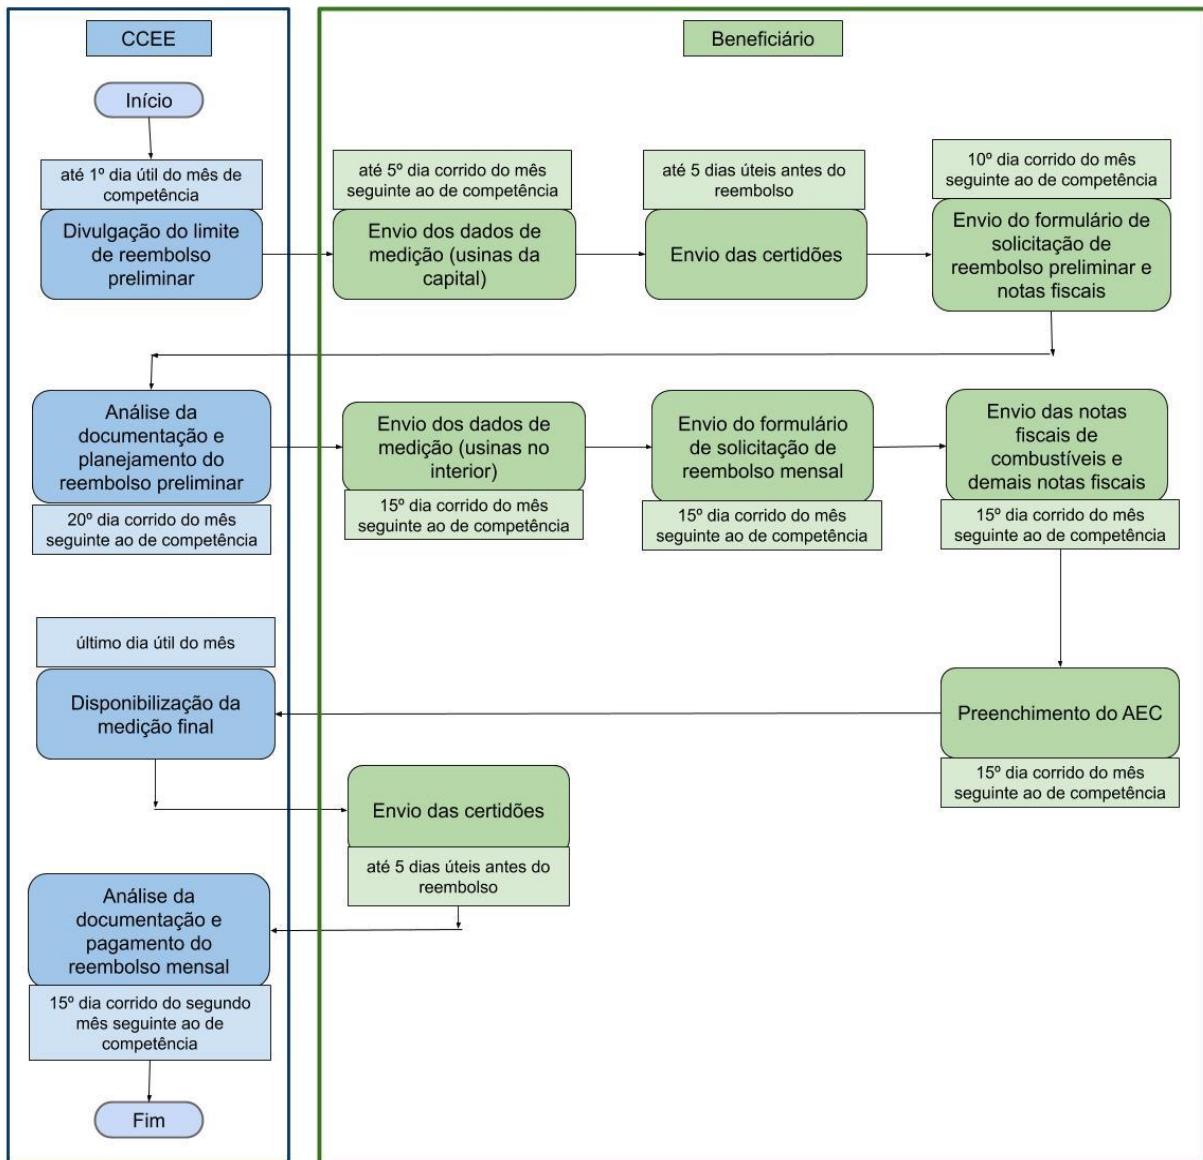 CCEE
Beneficiário
Início
até 1º dia útil do mês de
competência
Divulgação do limite
de reembolso
preliminar
até 5º dia corrido do mês
seguinte ao de competência
Envio dos dados de
medição (usinas da
capital)
até 5 dias úteis antes do
reembolso
Envio das certidões
10º dia corrido do mês
seguinte ao de competência
Envio do formulário de
solicitação de
reembolso preliminar e
notas fiscais
Análise da
documentação e
planejamento do
reembolso preliminar
20º dia corrido do mês
seguinte ao de competência
Envio dos dados de
medição (usinas no
interior)
15º dia corrido do mês
seguinte ao de competência
Envio do formulário
de solicitação de
reembolso mensal
15º dia corrido do mês
seguinte ao de competência
Envio das notas
fiscais de
combustíveis e
demais notas fiscais
15º dia corrido do mês
seguinte ao de competência
último dia útil do mês
Disponibilização da
medição final
Preenchimento do AEC
15º dia corrido do mês
seguinte ao de competência
Envio das certidões
até 5 dias úteis antes do
reembolso
Análise da
documentação e
pagamento do
reembolso mensal
15º dia corrido do segundo
mês seguinte ao de
competência
Fim